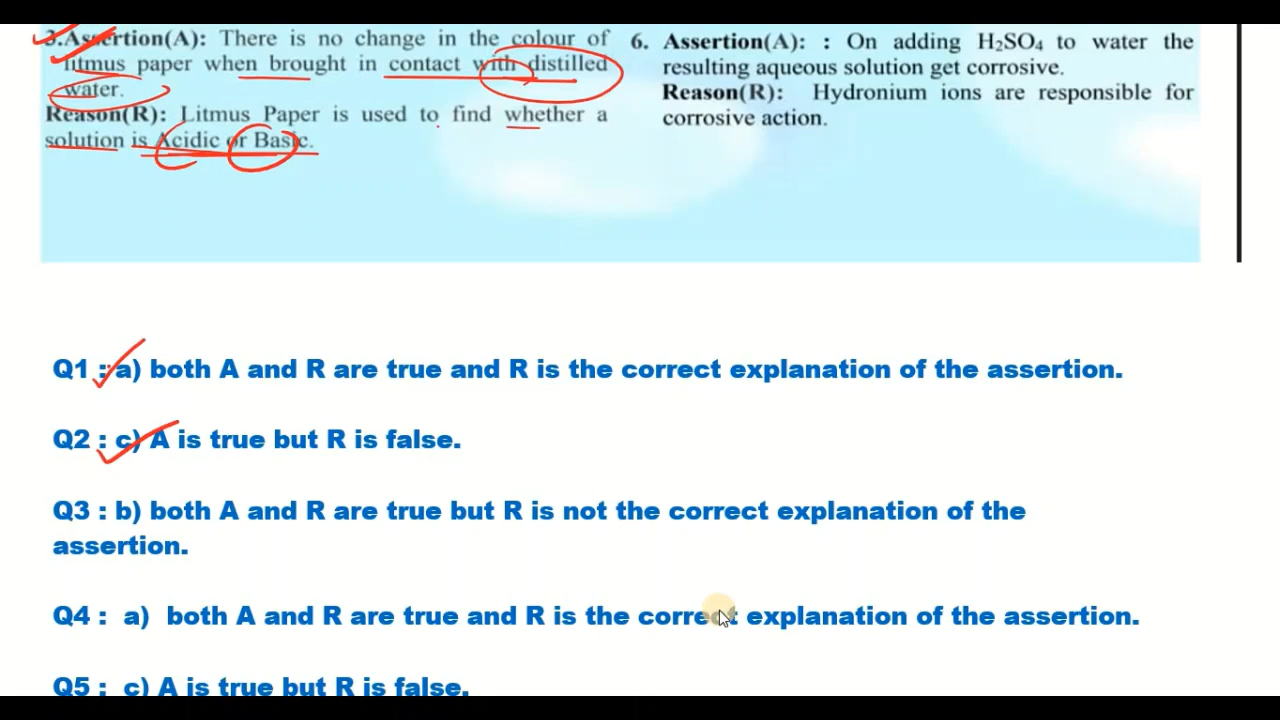 3.Assertion(A): There is no change in the colour of
litmus paper when brought in contact with distilled
water.
Reason(R): Litmus Paper is used to find whether a
solution is Acidic or Basic.
6. Assertion(A): : On adding H₂SO₄ to water the
resulting aqueous solution get corrosive.
Reason(R): Hydronium ions are responsible for
corrosive action.
Q1 : a) both A and R are true and R is the correct explanation of the assertion.
Q2 : c) A is true but R is false.
Q3 : b) both A and R are true but R is not the correct explanation of the
assertion.
Q4 : a) both A and R are true and R is the correct explanation of the assertion.
Q5 : c) A is true but R is false.